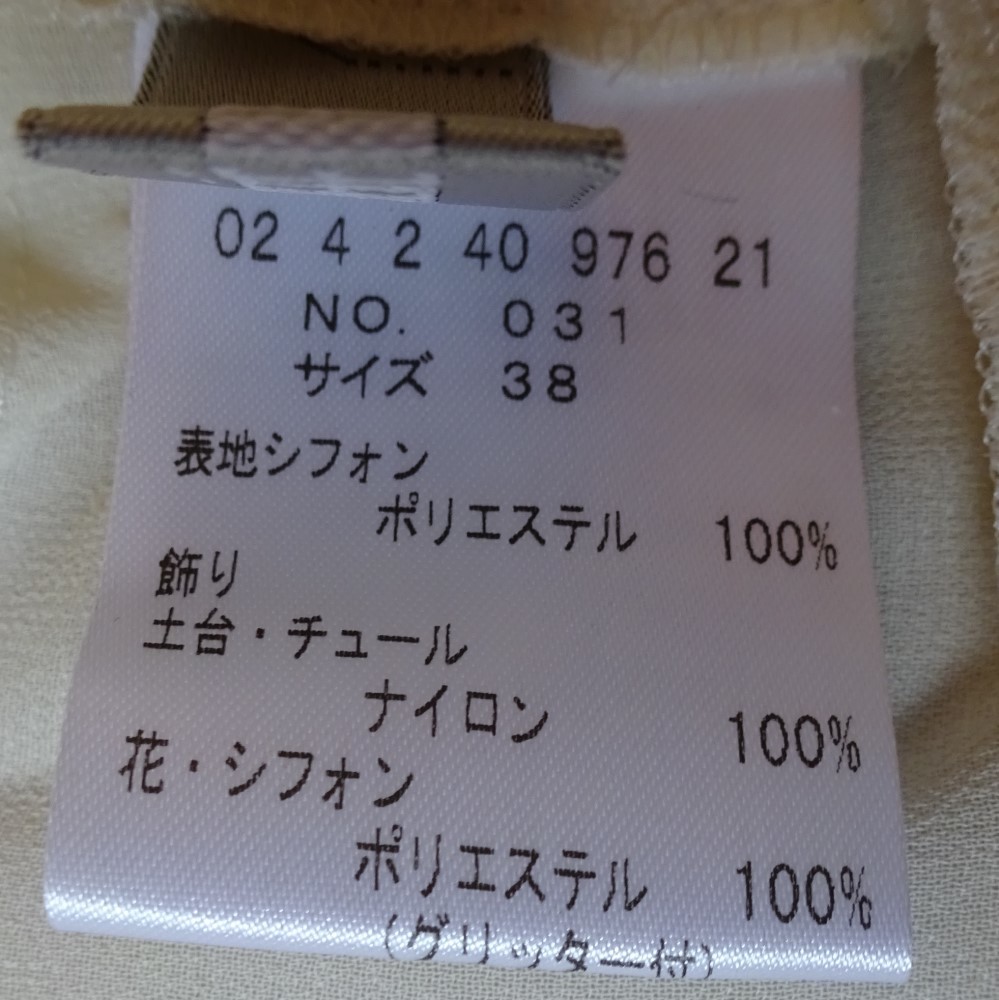 02 4 2 40 976 21
NO. 031
サイズ 38
表地シフォン
ポリエステル 100%
飾り
土台・チュール
ナイロン 100%
花・シフォン
ポリエステル 100%
(グリッター付)